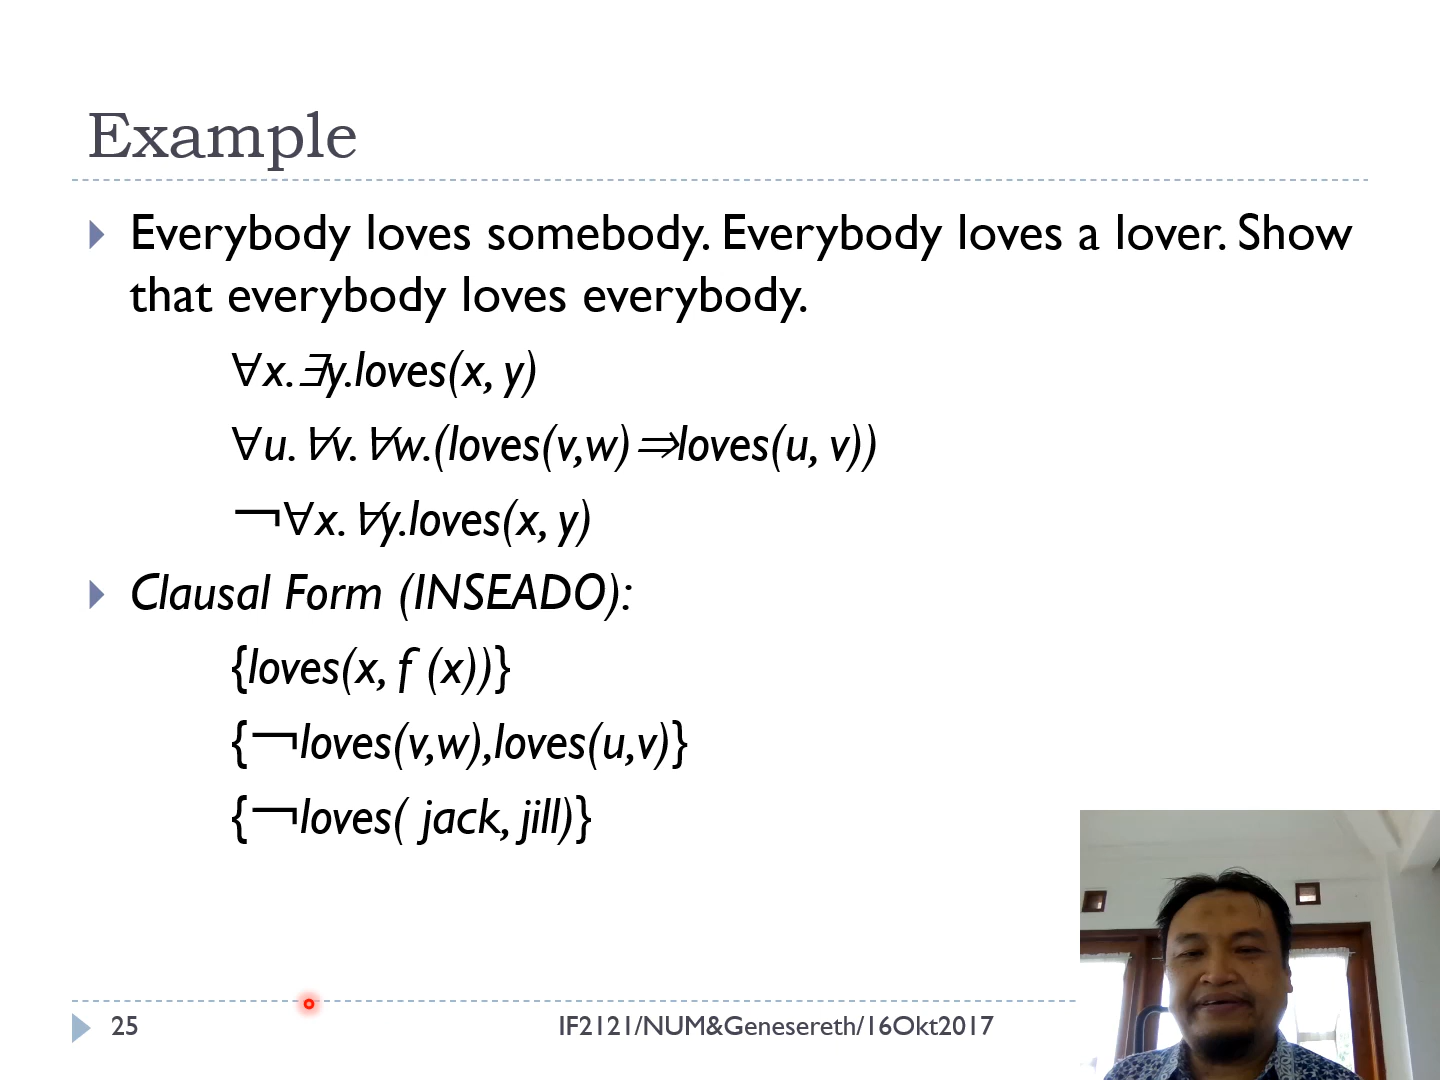 Example
Everybody loves somebody. Everybody loves a lover. Show
that everybody loves everybody.
∀x.∃y.loves(x, y)
∀u. ∀v. ∀w.(loves(v,w)⇒loves(u, v))
¬∀x. ∀y.loves(x, y)
Clausal Form (INSEADO):
{loves(x, f (x))}
{¬loves(v,w),loves(u,v)}
{¬loves( jack, jill)}
25 IF2121/NUM&Genesereth/16Okt2017